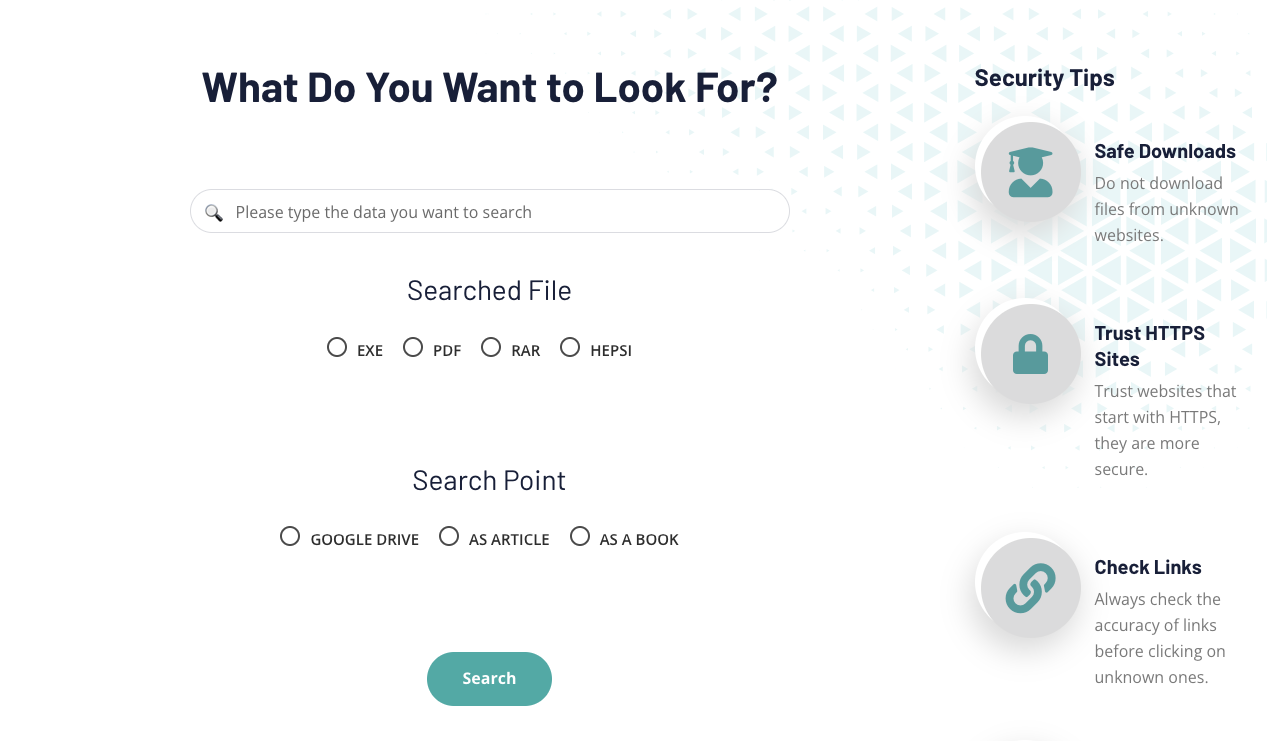 What Do You Want to Look For?
Please type the data you want to search
Searched File
EXE PDF RAR HEPSI
Search Point
GOOGLE DRIVE AS ARTICLE AS A BOOK
Search
Security Tips
Safe Downloads
Do not download
files from unknown
websites.
Trust HTTPS
Sites
Trust websites that
start with HTTPS,
they are more
secure.
Check Links
Always check the
accuracy of links
before clicking on
unknown ones.